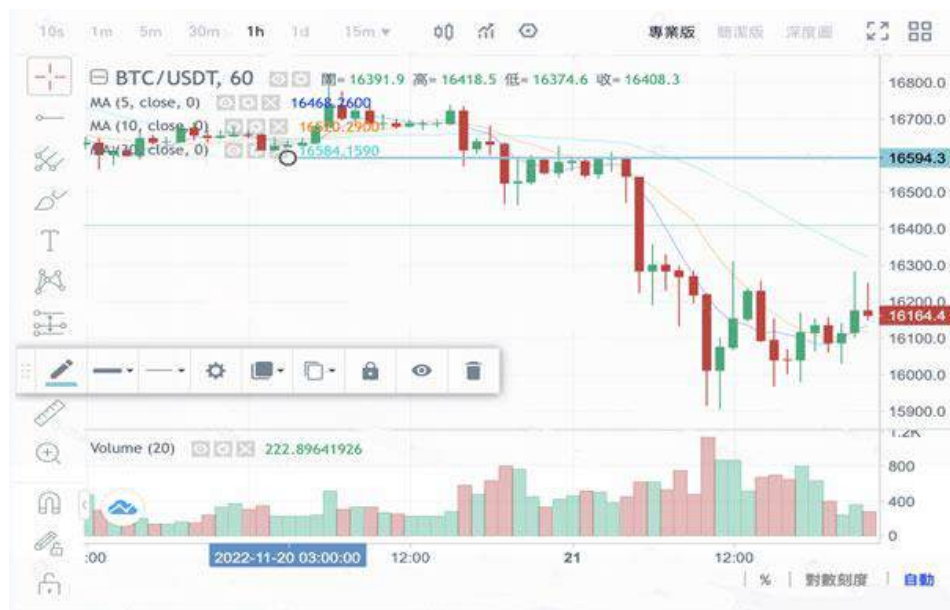 10s 1m 5m 30m 1h 1d 15m 專業版 簡潔版 深度圖
BTC/USDT, 60 開= 16391.9 高= 16418.5 低= 16374.6 收= 16408.3
MA (5, close, 0) 16468.2600
MA (10, close, 0) 16520.2900
MA (30, close, 0) 16584.1590
16800.0
16700.0
16594.3
16500.0
16400.0
16300.0
16200.0
16164.4
16100.0
16000.0
15900.0
Volume (20) 222.89641926
1.2K
800
400
0
:00 2022-11-20 03:00:00 12:00 21 12:00
% 對數刻度 自動